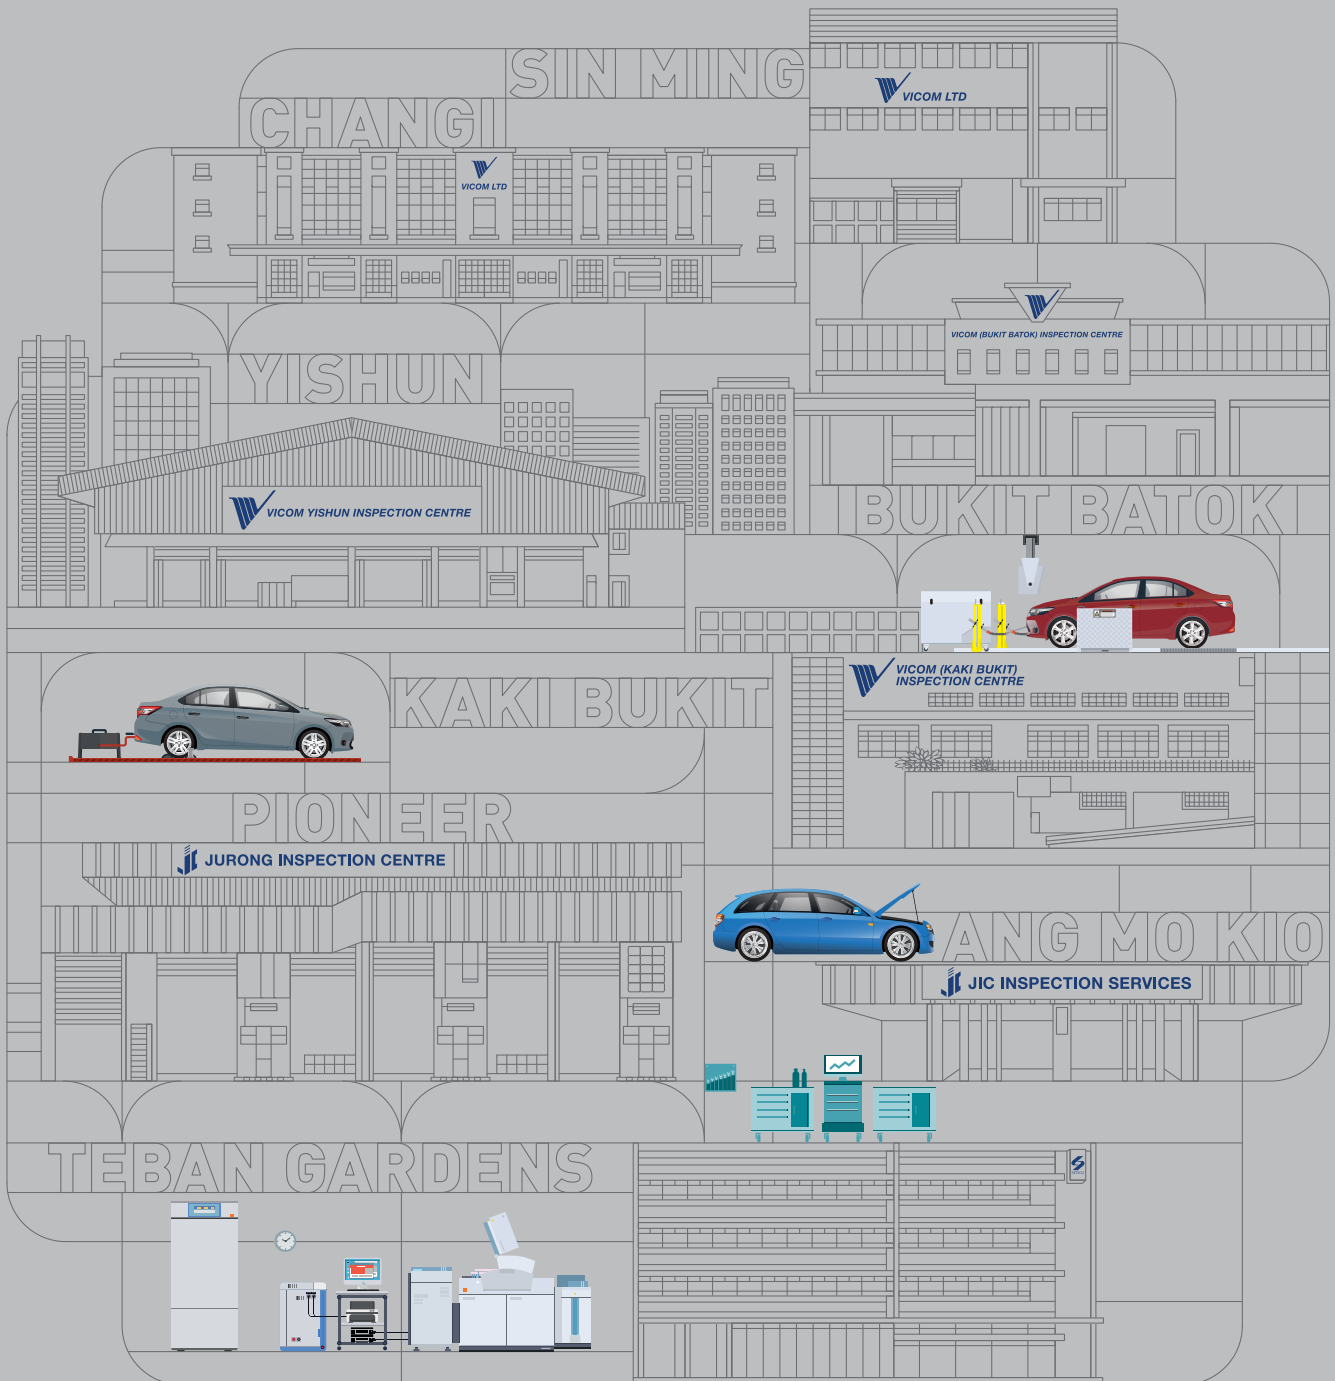 SIN MING
VICOM LTD
CHANGI
VICOM LTD
VICOM (BUKIT BATOK) INSPECTION CENTRE
YISHUN
VICOM YISHUN INSPECTION CENTRE
BUKIT BATOK
KAKI BUKIT
VICOM (KAKI BUKIT)
INSPECTION CENTRE
PIONEER
JURONG INSPECTION CENTRE
ANG MO KIO
JIC INSPECTION SERVICES
TEBAN GARDENS